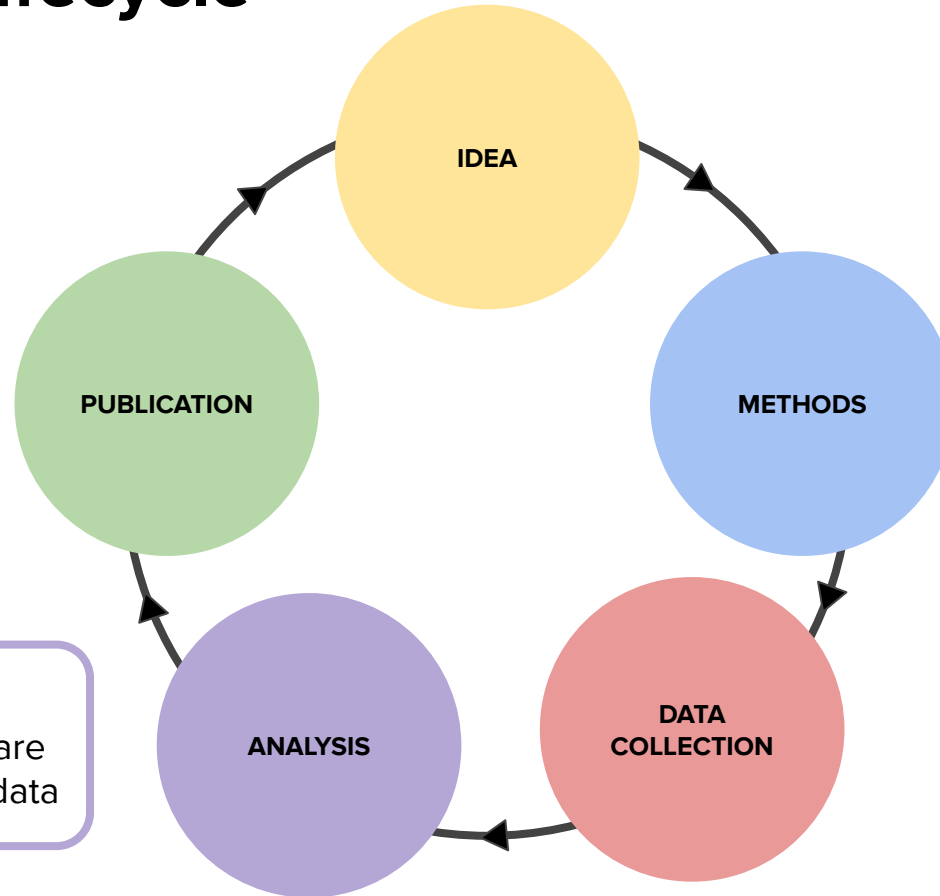 IDEA
PUBLICATION
METHODS
DATA
COLLECTION
ANALYSIS
are
data